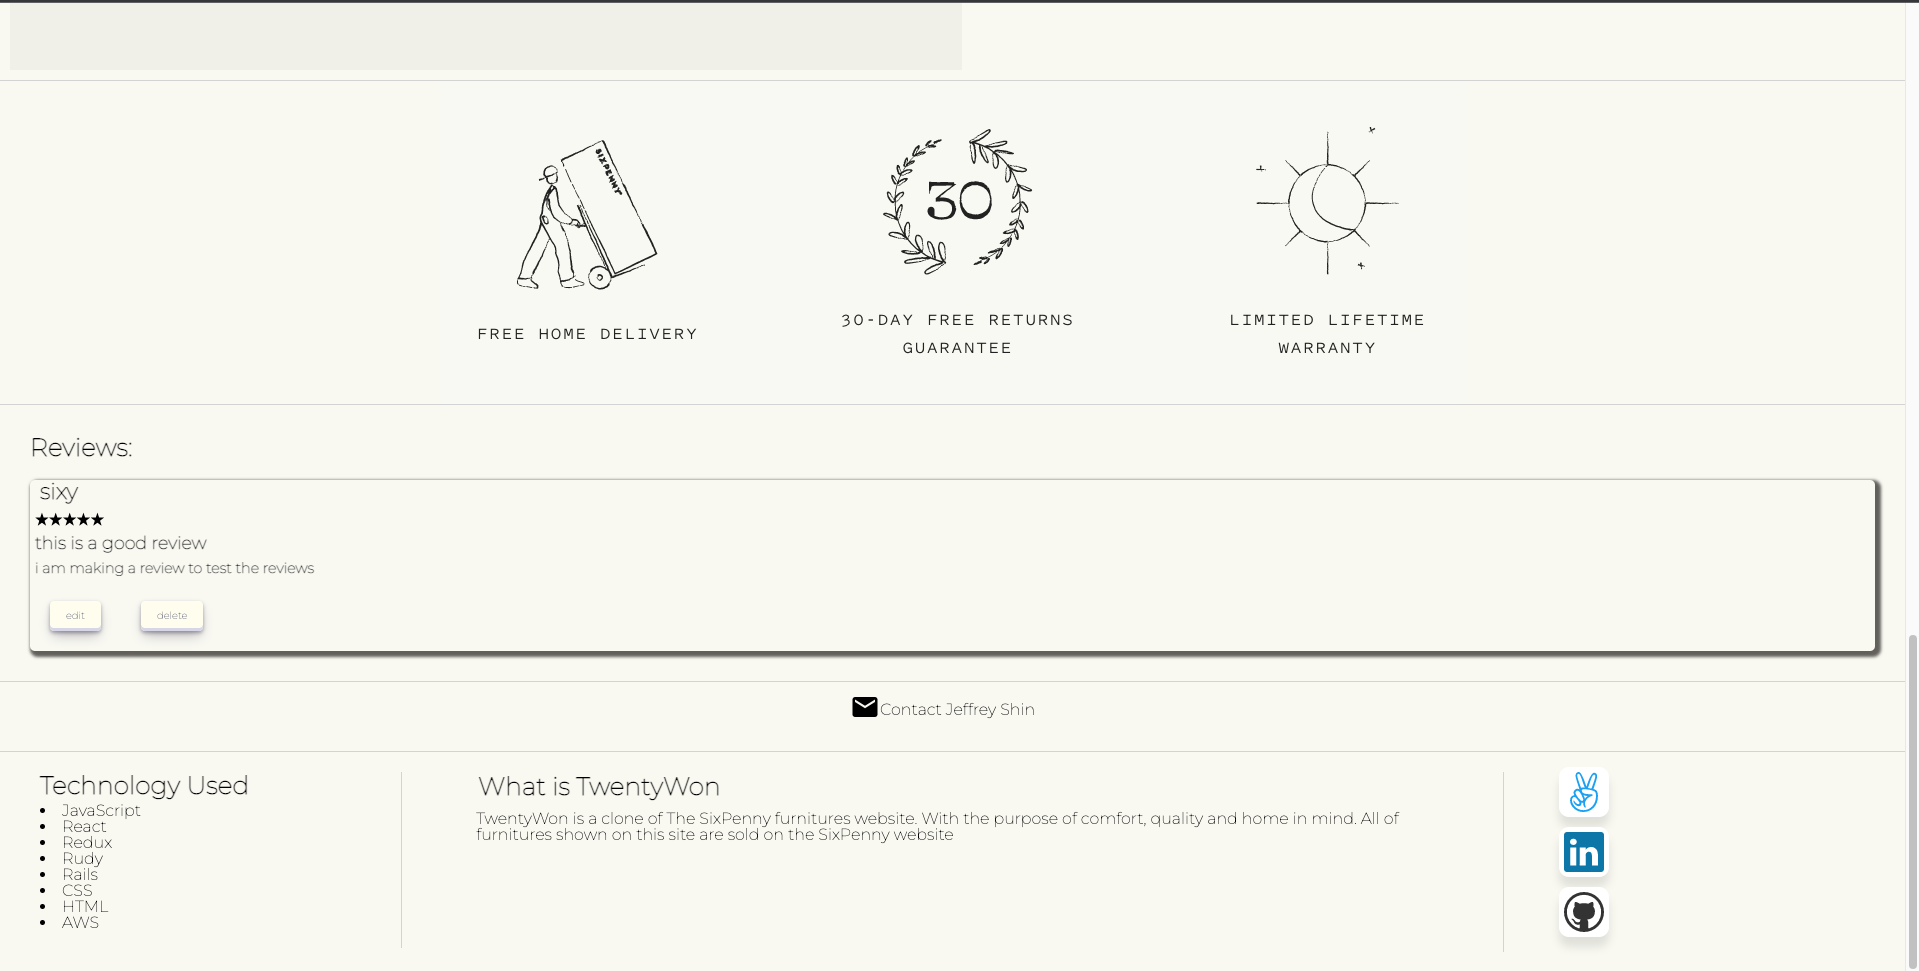 SIXPENNY
30
FREE HOME DELIVERY
30-DAY FREE RETURNS
GUARANTEE
LIMITED LIFETIME
WARRANTY
Reviews:
sixy
★★★★★
this is a good review
i am making a review to test the reviews
edit
delete
Contact Jeffrey Shin
Technology Used
• JavaScript
• React
• Redux
• Rudy
• Rails
• CSS
• HTML
• AWS
What is TwentyWon
TwentyWon is a clone of The SixPenny furnitures website. With the purpose of comfort, quality and home in mind. All of
furnitures shown on this site are sold on the SixPenny website
in